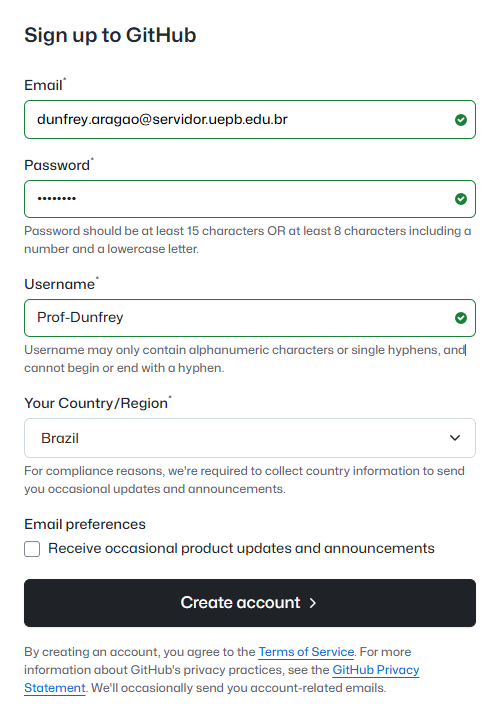 Sign up to GitHub
Email*
dunfrey.aragao@servidor.uepb.edu.br
Password*
••••••••
Password should be at least 15 characters OR at least 8 characters including a
number and a lowercase letter.
Username*
Prof-Dunfrey
Username may only contain alphanumeric characters or single hyphens, and
cannot begin or end with a hyphen.
Your Country/Region*
Brazil
For compliance reasons, we're required to collect country information to send
you occasional updates and announcements.
Email preferences
Receive occasional product updates and announcements
Create account
By creating an account, you agree to the Terms of Service. For more
information about GitHub's privacy practices, see the GitHub Privacy
Statement. We'll occasionally send you account-related emails.